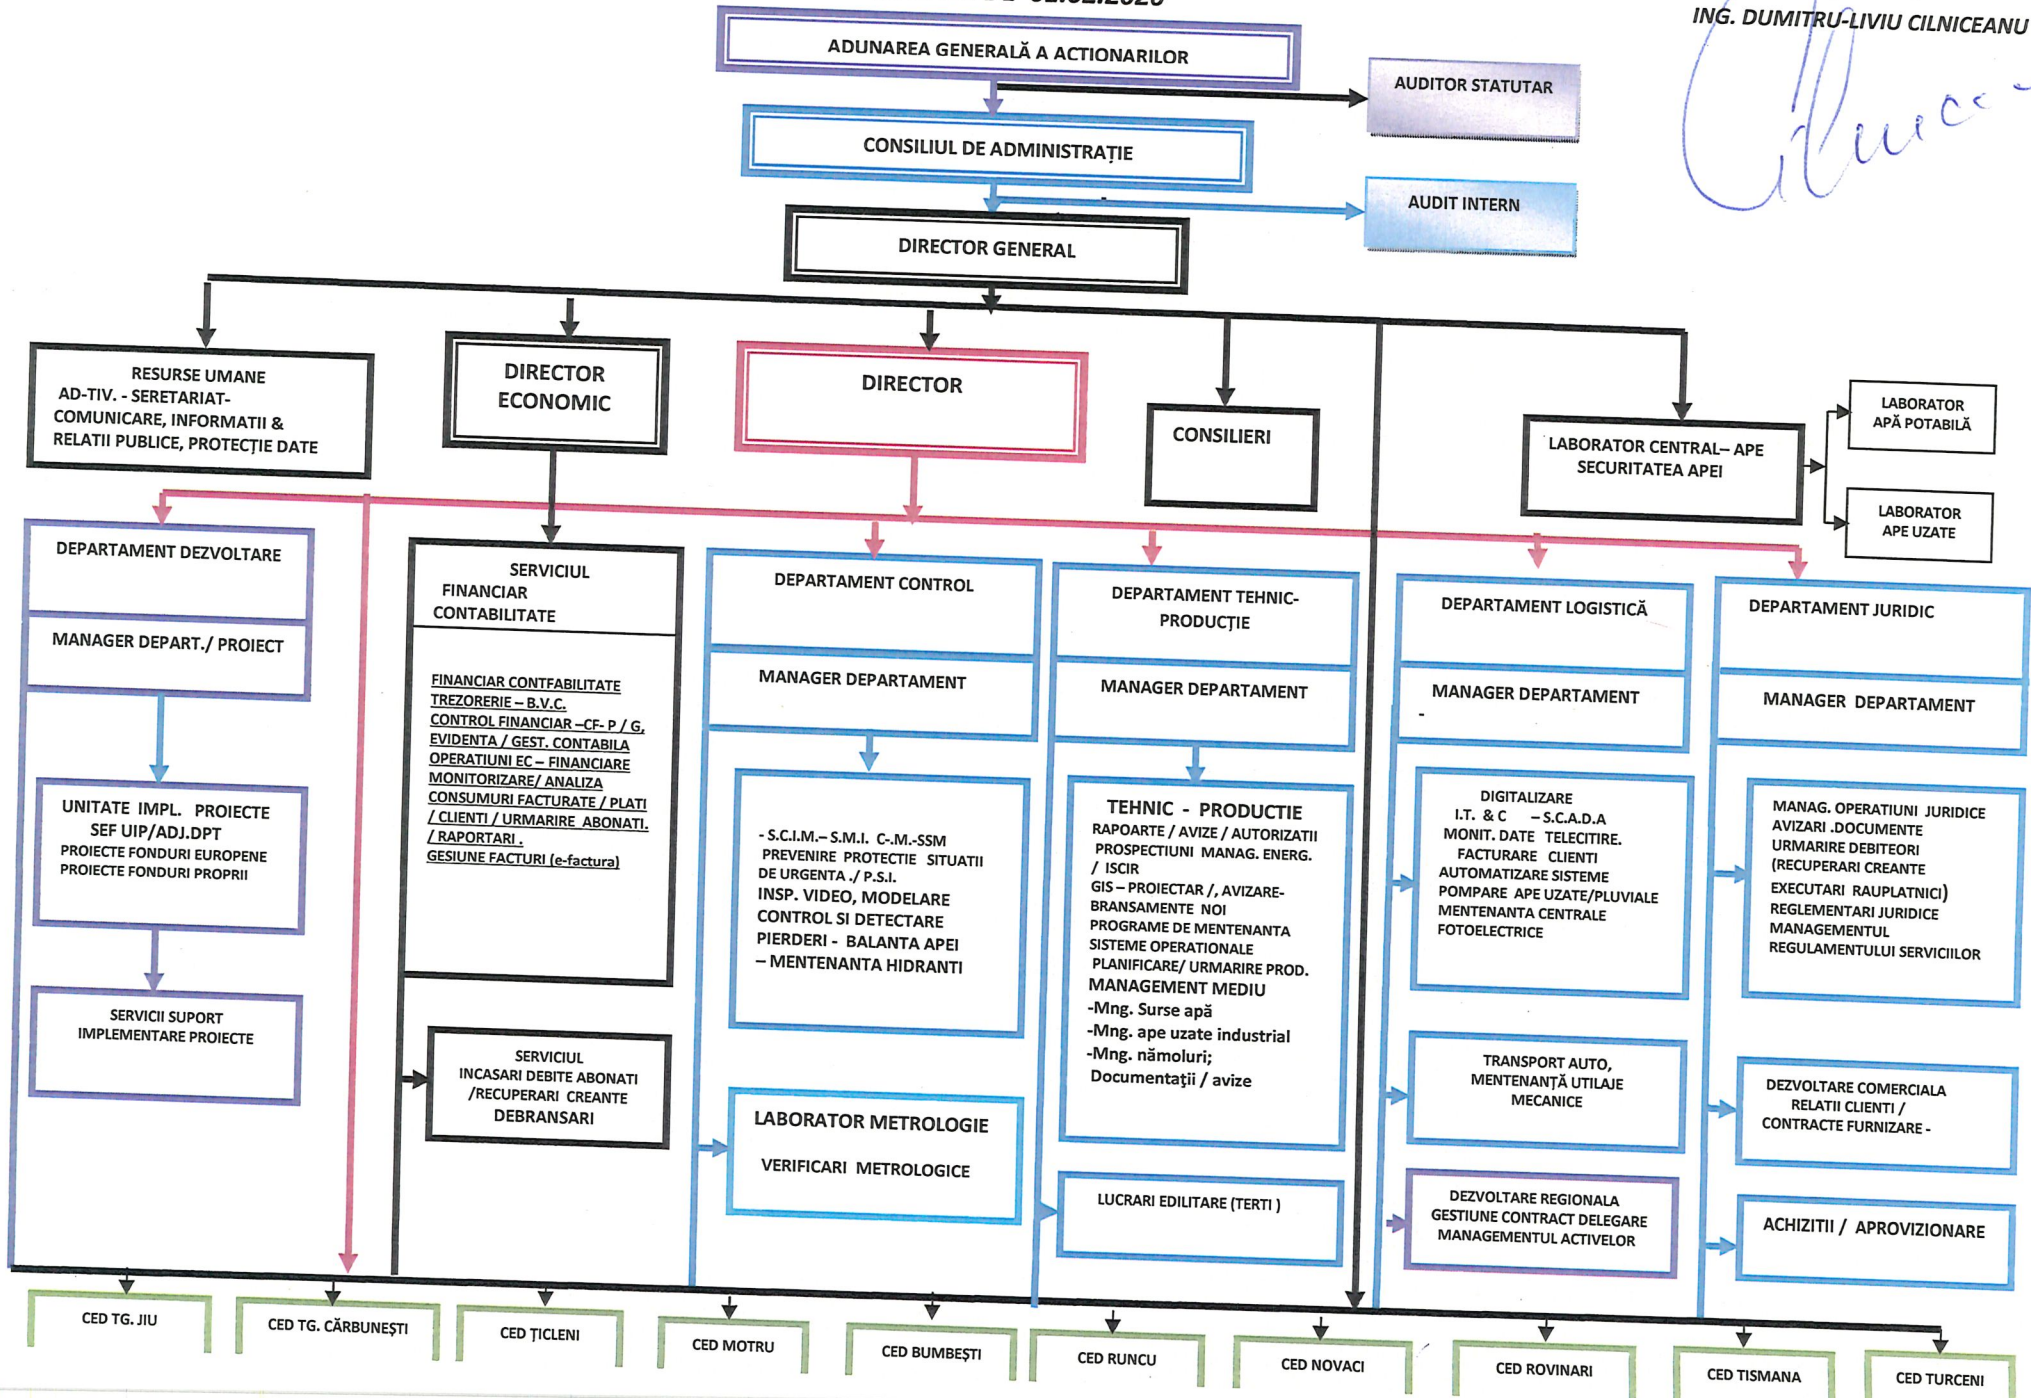 ING. DUMITRU-LIVIU CILNICEANU
ADUNAREA GENERALĂ A ACTIONARILOR
AUDITOR STATUTAR
CONSILIUL DE ADMINISTRAȚIE
AUDIT INTERN
DIRECTOR GENERAL
RESURSE UMANE
AD-TIV. - SERETARIAT-
COMUNICARE, INFORMATII &
RELATII PUBLICE, PROTECȚIE DATE
DIRECTOR
ECONOMIC
DIRECTOR
CONSILIERI
LABORATOR CENTRAL– APE
SECURITATEA APEI
LABORATOR
APĂ POTABILĂ
LABORATOR
APE UZATE
DEPARTAMENT DEZVOLTARE
MANAGER DEPART./ PROIECT
UNITATE IMPL. PROIECTE
SEF UIP/ADJ.DPT
PROIECTE FONDURI EUROPENE
PROIECTE FONDURI PROPRII
SERVICII SUPORT
IMPLEMENTARE PROIECTE
SERVICIUL
FINANCIAR
CONTABILITATE
FINANCIAR CONTFABILITATE
TREZORERIE – B.V.C.
CONTROL FINANCIAR –CF- P / G,
EVIDENTA / GEST. CONTABILA
OPERATIUNI EC – FINANCIARE
MONITORIZARE/ ANALIZA
CONSUMURI FACTURATE / PLATI
/ CLIENTI / URMARIRE ABONATI.
/ RAPORTARI .
GESIUNE FACTURI (e-factura)
SERVICIUL
INCASARI DEBITE ABONATI
/RECUPERARI CREANTE
DEBRANSARI
DEPARTAMENT CONTROL
MANAGER DEPARTAMENT
- S.C.I.M.– S.M.I. C-.M.-SSM
PREVENIRE PROTECTIE SITUATII
DE URGENTA ./ P.S.I.
INSP. VIDEO, MODELARE
CONTROL SI DETECTARE
PIERDERI - BALANTA APEI
– MENTENANTA HIDRANTI
LABORATOR METROLOGIE
VERIFICARI METROLOGICE
DEPARTAMENT TEHNIC-
PRODUCȚIE
MANAGER DEPARTAMENT
TEHNIC - PRODUCTIE
RAPOARTE / AVIZE / AUTORIZATII
PROSPECTIUNI MANAG. ENERG.
/ ISCIR
GIS – PROIECTAR /, AVIZARE-
BRANSAMENTE NOI
PROGRAME DE MENTENANTA
SISTEME OPERATIONALE
PLANIFICARE/ URMARIRE PROD.
MANAGEMENT MEDIU
-Mng. Surse apă
-Mng. ape uzate industrial
-Mng. nămoluri;
Documentații / avize
LUCRARI EDILITARE (TERTI )
DEPARTAMENT LOGISTICĂ
MANAGER DEPARTAMENT
-
DIGITALIZARE
I.T. & C – S.C.A.D.A
MONIT. DATE TELECITIRE.
FACTURARE CLIENTI
AUTOMATIZARE SISTEME
POMPARE APE UZATE/PLUVIALE
MENTENANTA CENTRALE
FOTOELECTRICE
TRANSPORT AUTO,
MENTENANȚĂ UTILAJE
MECANICE
DEZVOLTARE REGIONALA
GESTIUNE CONTRACT DELEGARE
MANAGEMENTUL ACTIVELOR
DEPARTAMENT JURIDIC
MANAGER DEPARTAMENT
MANAG. OPERATIUNI JURIDICE
AVIZARI .DOCUMENTE
URMARIRE DEBITEORI
(RECUPERARI CREANTE
EXECUTARI RAUPLATNICI)
REGLEMENTARI JURIDICE
MANAGEMENTUL
REGULAMENTULUI SERVICIILOR
DEZVOLTARE COMERCIALA
RELATII CLIENTI /
CONTRACTE FURNIZARE -
ACHIZITII / APROVIZIONARE
CED TG. JIU
CED TG. CĂRBUNEȘTI
CED ȚICLENI
CED MOTRU
CED BUMBEȘTI
CED RUNCU
CED NOVACI
CED ROVINARI
CED TISMANA
CED TURCENI